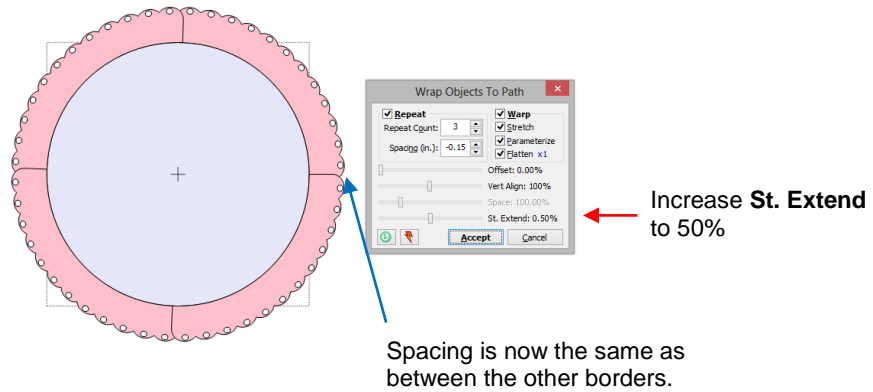 Wrap Objects To Path
×
Repeat
Repeat Count: 3
Spacing (in.): -0.15
Warp
Stretch
Parameterize
Flatten x1
Offset: 0.00%
Vert Align: 100%
Space: 100.00%
St. Extend: 0.50%
Accept
Cancel
Increase St. Extend
to 50%
Spacing is now the same as
between the other borders.